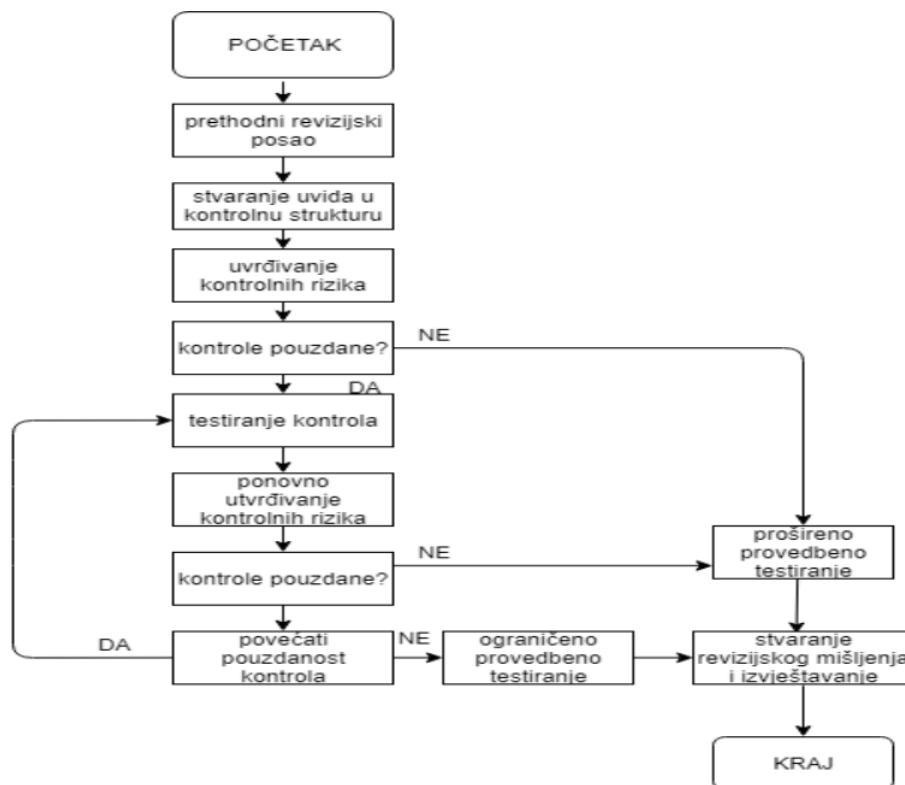 POČETAK
prethodni revizijski
posao
stvaranje uvida u
kontrolnu strukturu
uvrđivanje
kontrolnih rizika
kontrole pouzdane?
NE
DA
testiranje kontrola
ponovno
utvrđivanje
kontrolnih rizika
kontrole pouzdane?
NE
prošireno
provedbeno
testiranje
DA
povećati
pouzdanost
kontrola
NE
ograničeno
provedbeno
testiranje
stvaranje
revizijskog mišljenja
i izvještavanje
KRAJ